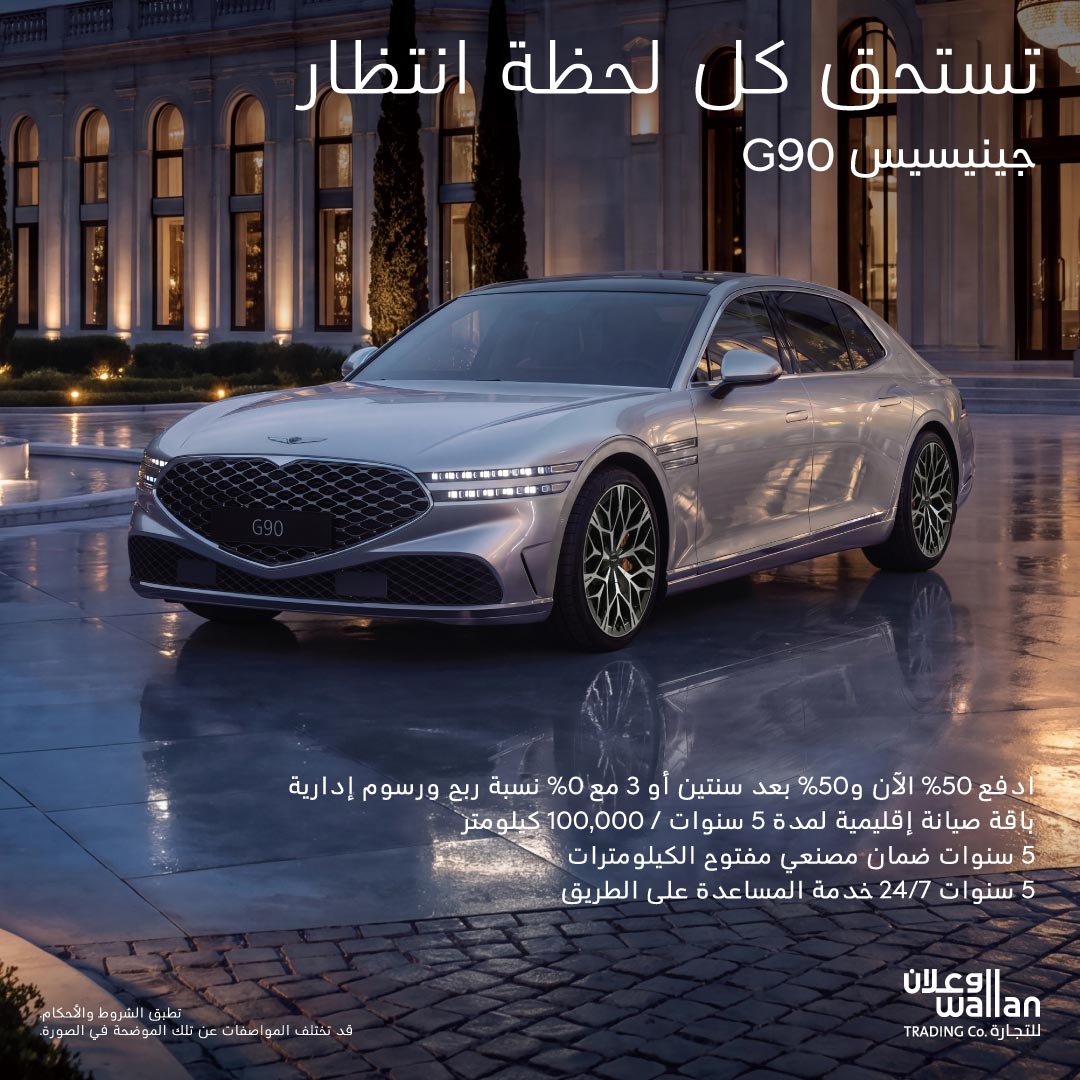 تستحق كل لحظة انتظار
جينيسيس G90
G90
ادفع 50% الآن و50% بعد سنتين أو 3 مع 0% نسبة ربح ورسوم إدارية
باقة صيانة إقليمية لمدة 5 سنوات / 100,000 كيلومتر
5 سنوات ضمان مصنعي مفتوح الكيلومترات
5 سنوات 24/7 خدمة المساعدة على الطريق
الوعلان
wallan
TRADING Co. للتجارة
تطبق الشروط والأحكام.
قد تختلف المواصفات عن تلك الموضحة في الصورة.